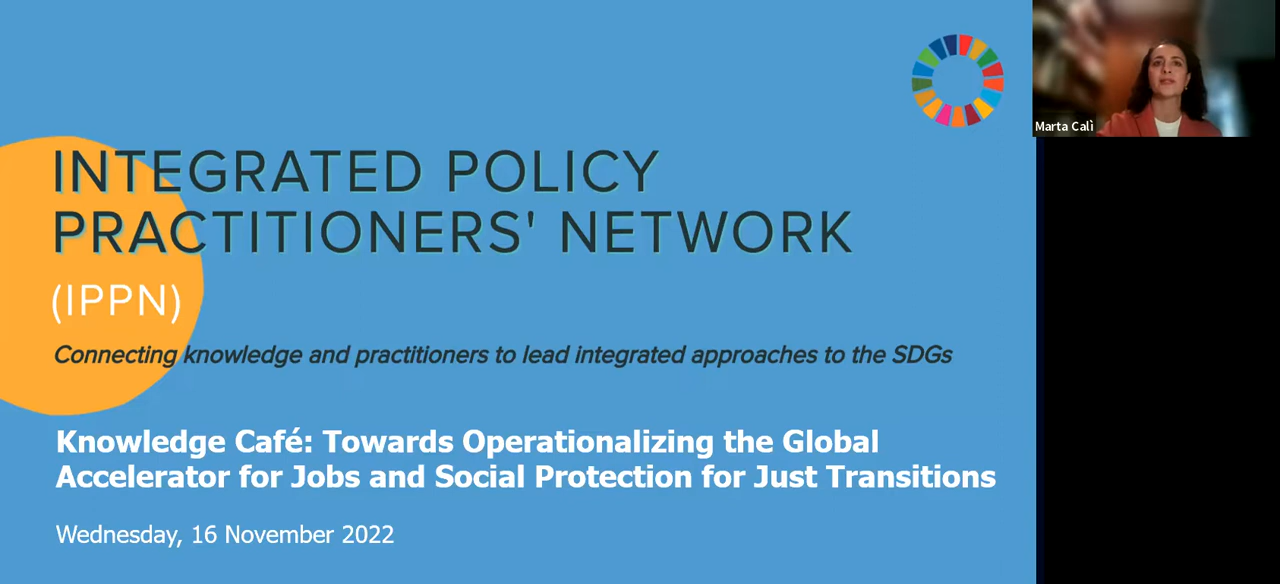 INTEGRATED POLICY
PRACTITIONERS' NETWORK
(IPPN)
Connecting knowledge and practitioners to lead integrated approaches to the SDGs
Knowledge Café: Towards Operationalizing the Global
Accelerator for Jobs and Social Protection for Just Transitions
Wednesday, 16 November 2022
Marta Calì